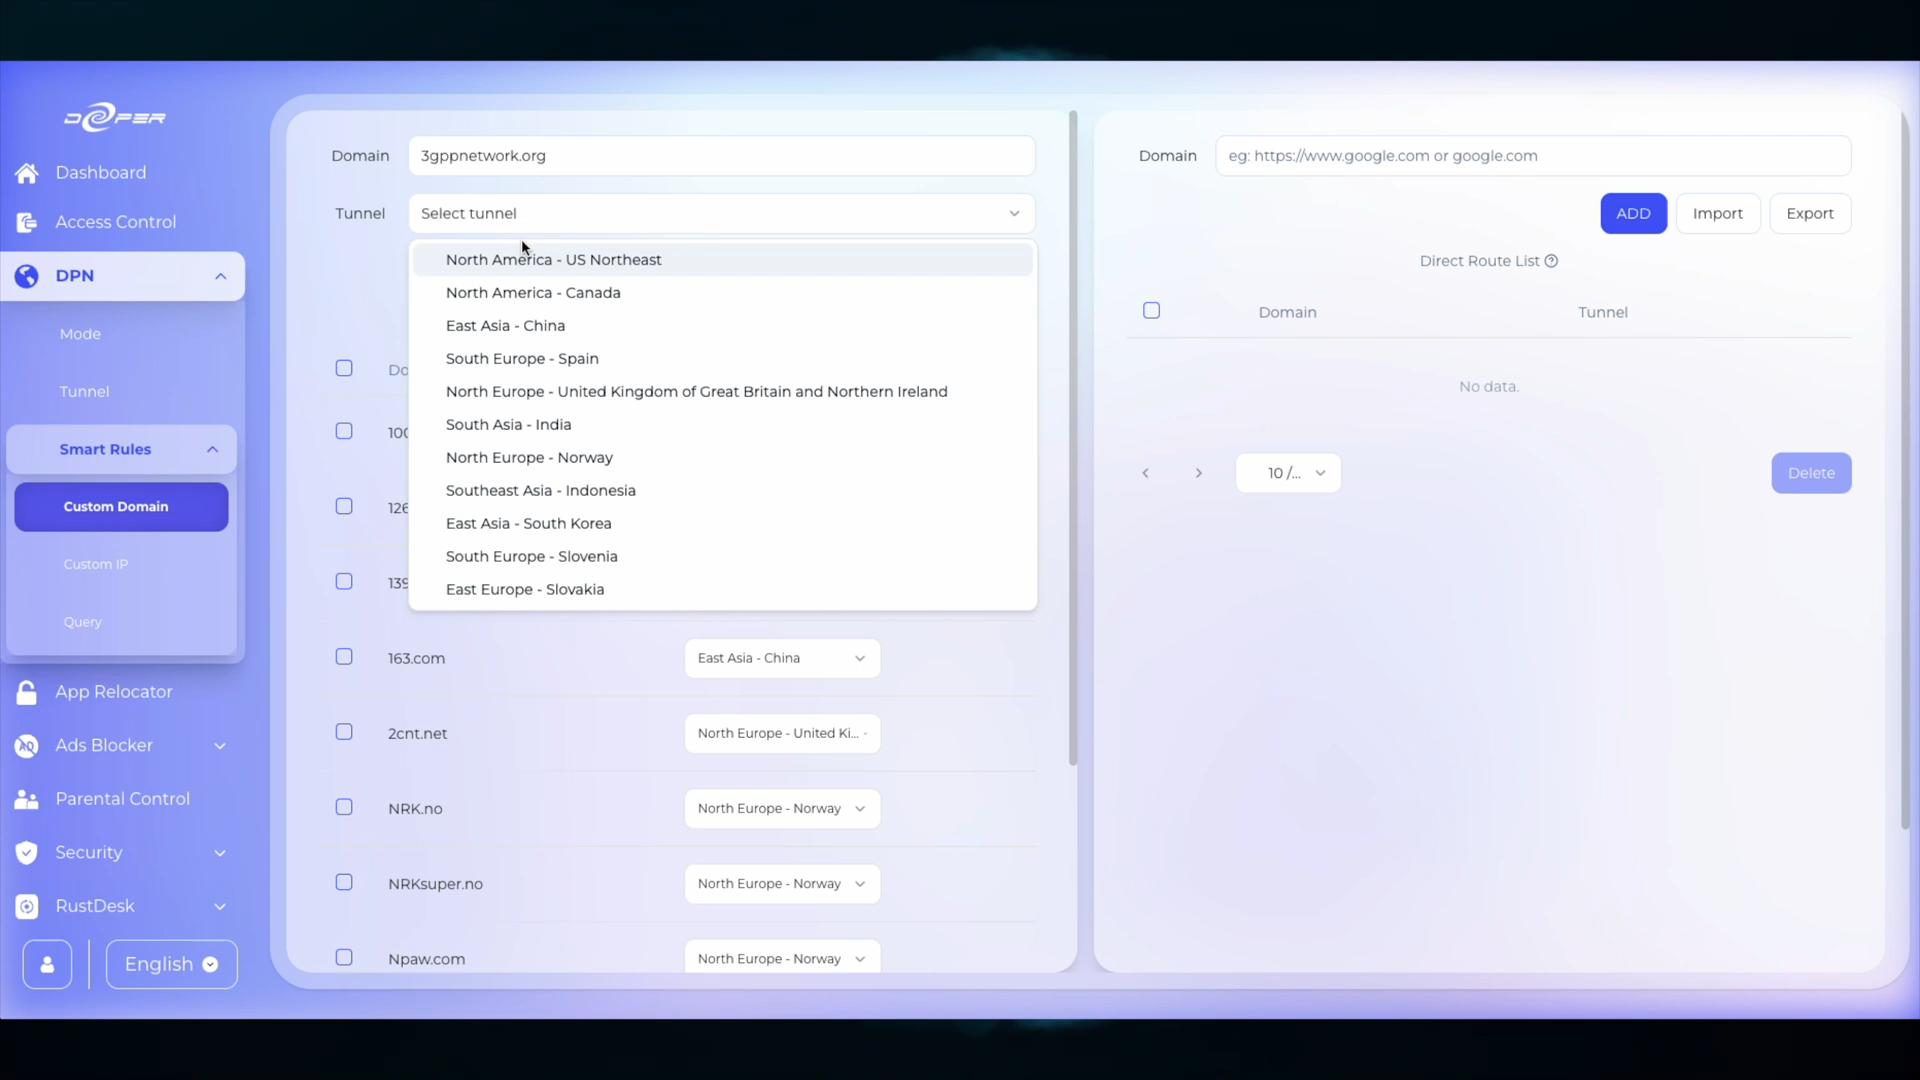 DEEPER
Dashboard
Access Control
DPN
Mode
Tunnel
Smart Rules
Custom Domain
Custom IP
Query
App Relocator
Ads Blocker
Parental Control
Security
RustDesk
English
Domain
3gppnetwork.org
Tunnel
Select tunnel
North America - US Northeast
North America - Canada
East Asia - China
South Europe - Spain
North Europe - United Kingdom of Great Britain and Northern Ireland
South Asia - India
North Europe - Norway
Southeast Asia - Indonesia
East Asia - South Korea
South Europe - Slovenia
East Europe - Slovakia
Do
100
126
139
163.com East Asia - China
2cnt.net North Europe - United Ki...
NRK.no North Europe - Norway
NRKsuper.no North Europe - Norway
Npaw.com North Europe - Norway
Domain
eg: https://www.google.com or google.com
ADD Import Export
Direct Route List
Domain Tunnel
No data.
10 /...
Delete